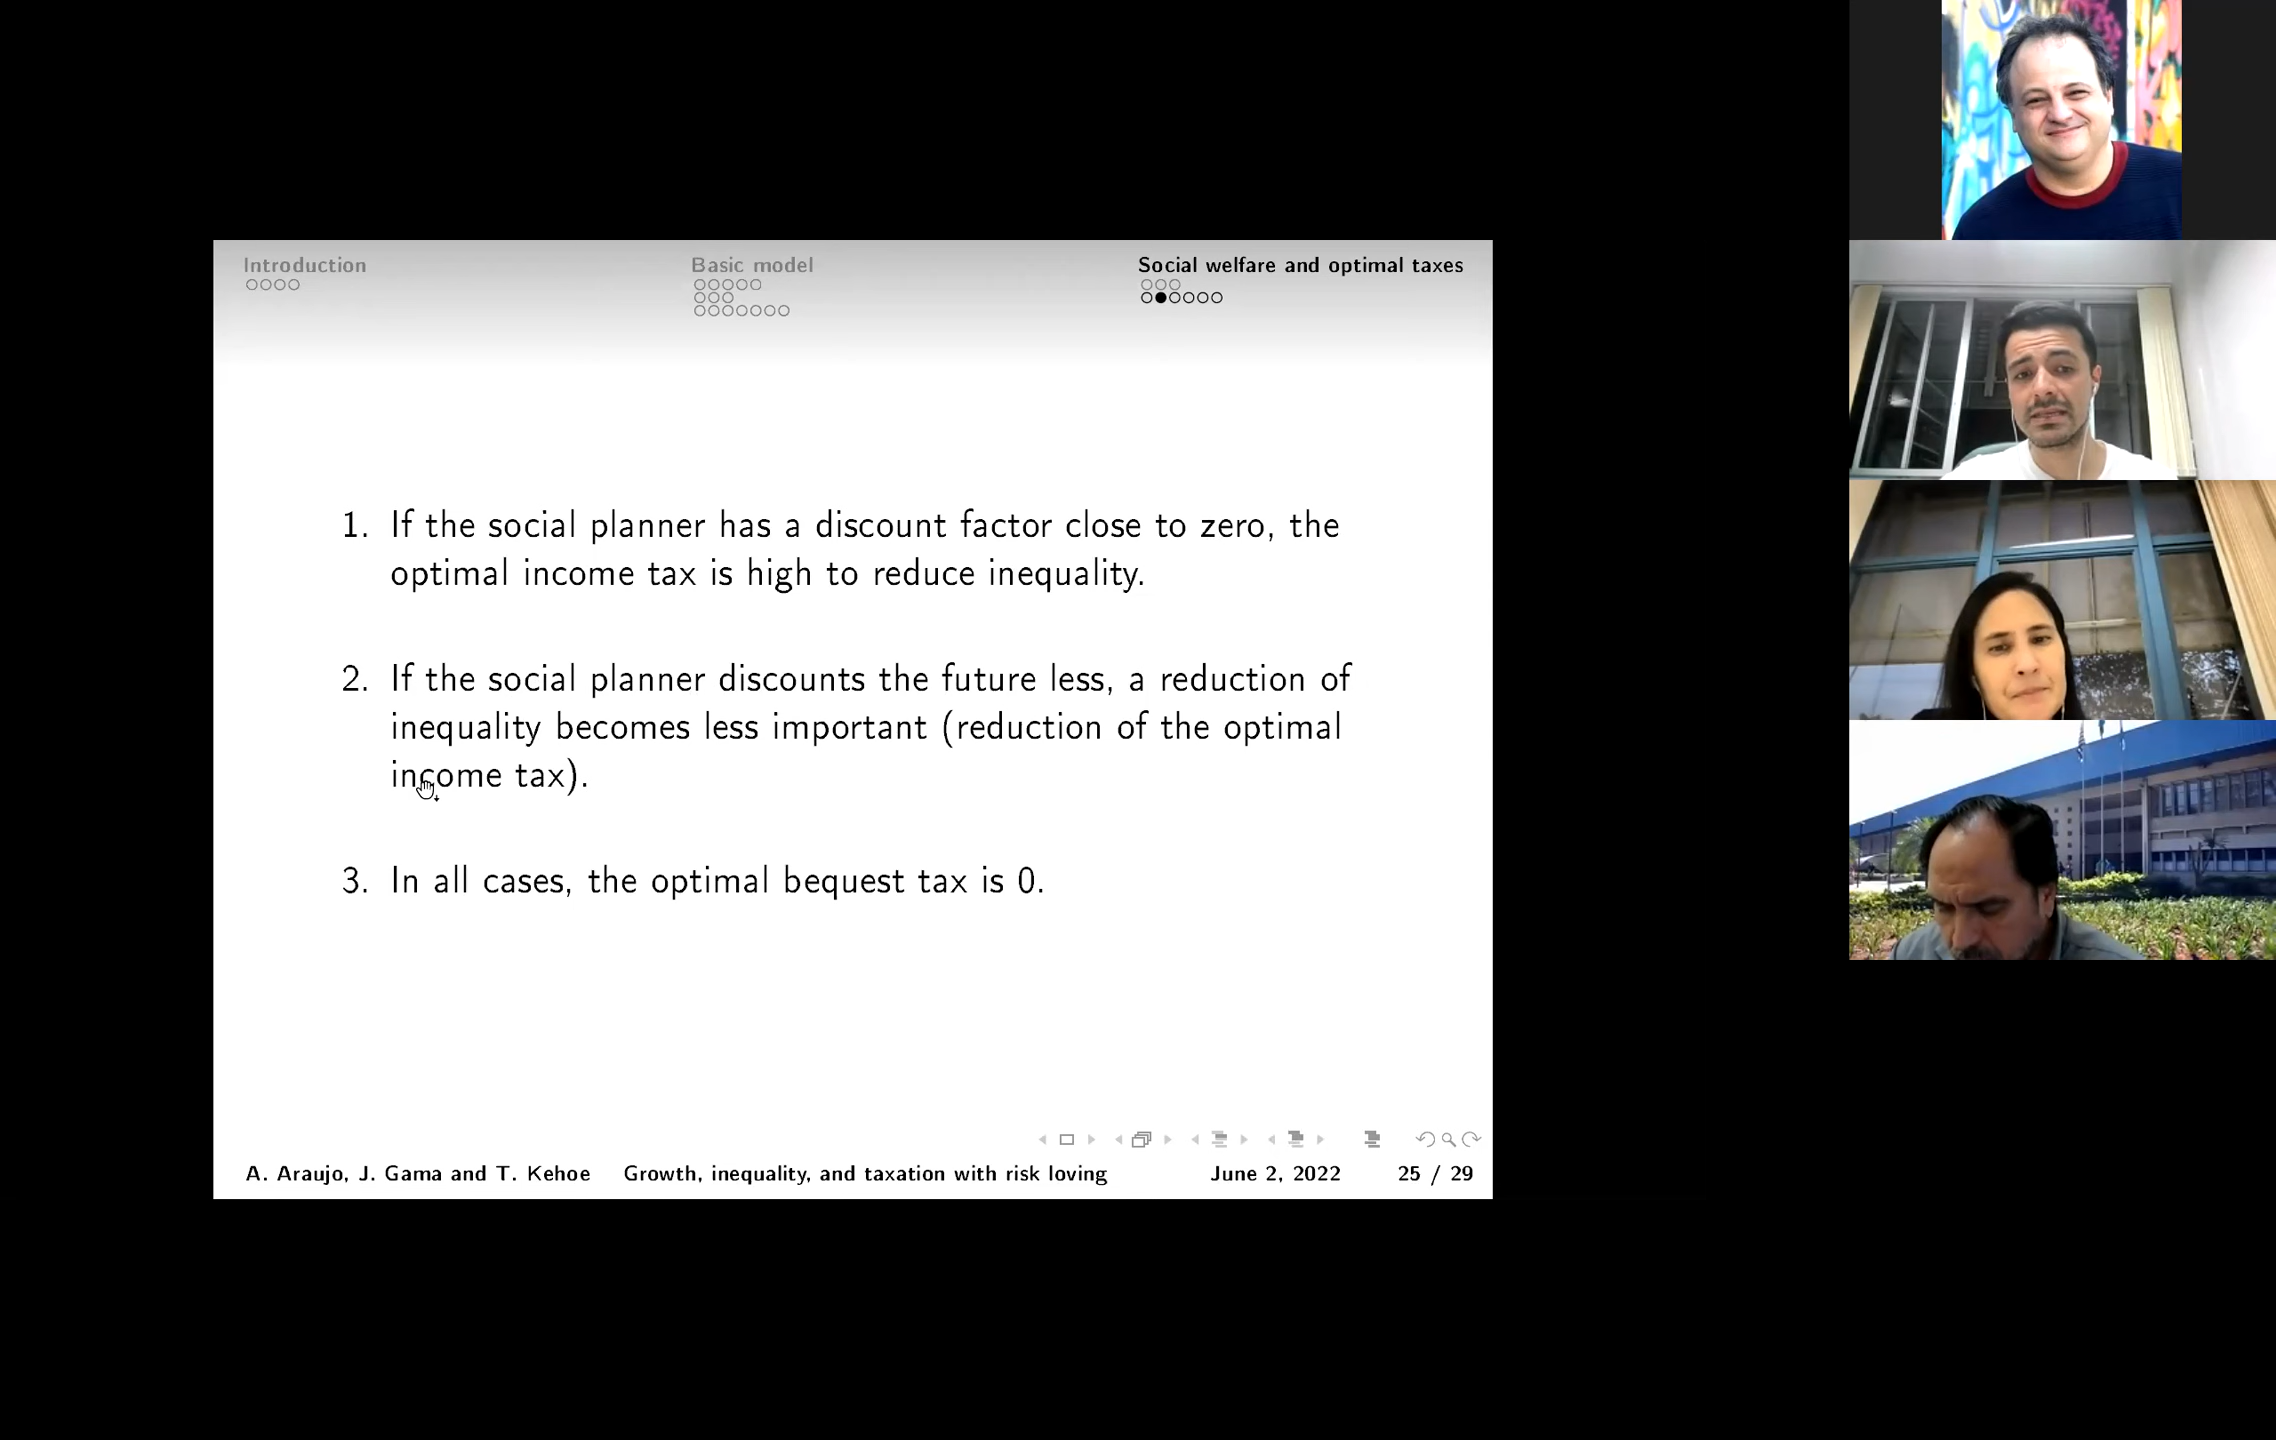 Introduction
Basic model
Social welfare and optimal taxes
1. If the social planner has a discount factor close to zero, the
optimal income tax is high to reduce inequality.
2. If the social planner discounts the future less, a reduction of
inequality becomes less important (reduction of the optimal
income tax).
3. In all cases, the optimal bequest tax is 0.
A. Araujo, J. Gama and T. Kehoe Growth, inequality, and taxation with risk loving June 2, 2022 25 / 29